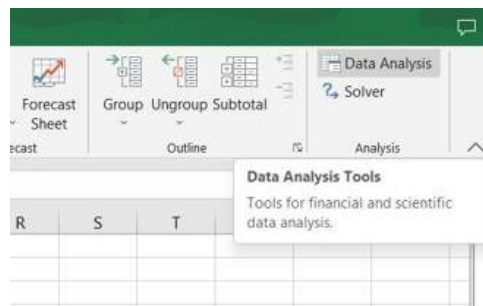 Forecast
Sheet
Group Ungroup Subtotal
Data Analysis
Solver
ecast
Outline
Analysis
Data Analysis Tools
Tools for financial and scientific
data analysis.
R S T